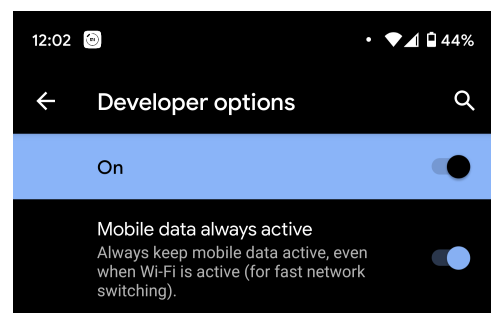 12:02 44%
Developer options
On
Mobile data always active
Always keep mobile data active, even
when Wi-Fi is active (for fast network
switching).